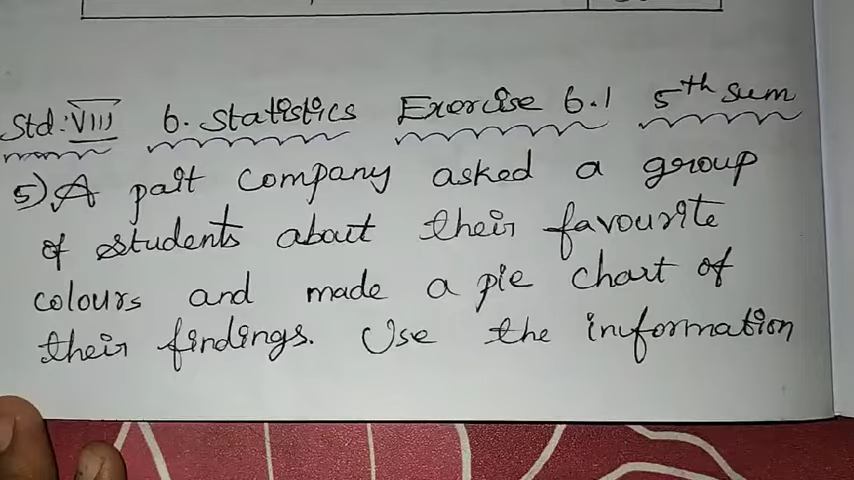 Std: VIII 6. Statistics Exercise 6.1 5th sum
5) A pait company asked a group
of students about their favourite
colours and made a pie chart of
their findings. Use the information